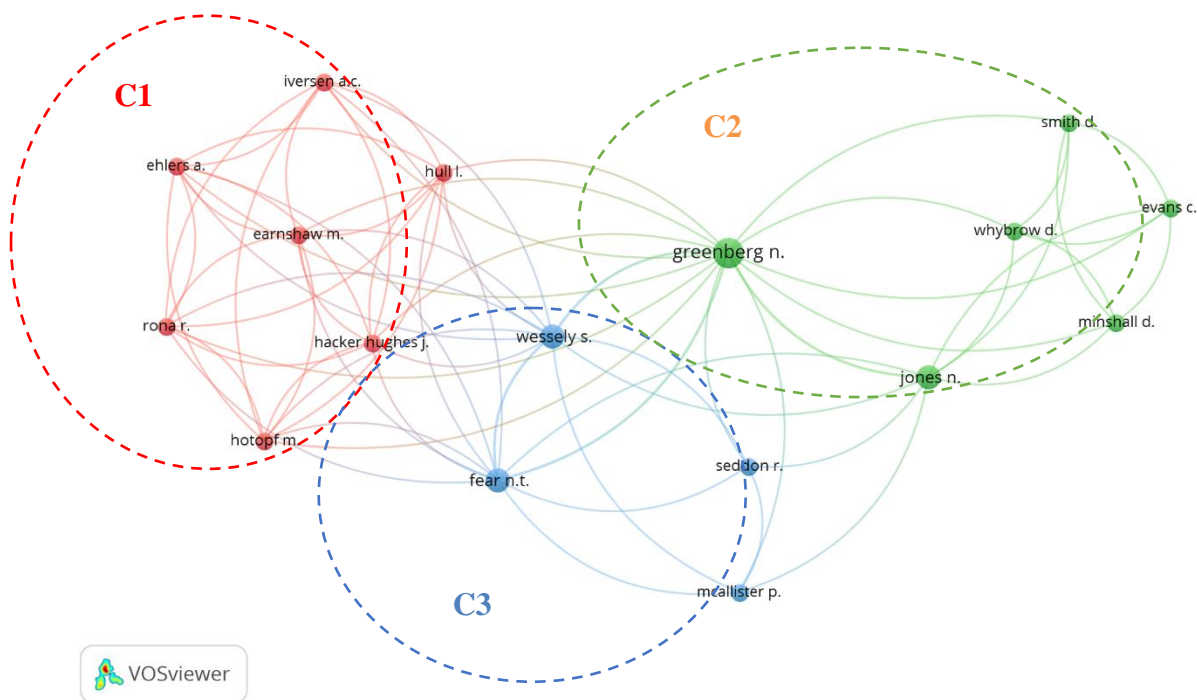 iversen a.c.
C1
C2
smith d.
ehlers a.
hull l.
evans c.
earnshaw m.
whybrow d.
greenberg n.
rona r.
hacker hughes j.
wessely s.
minshall d.
jones n.
hotopf m.
fear n.t.
seddon r.
mcallister p.
C3
VOSviewer